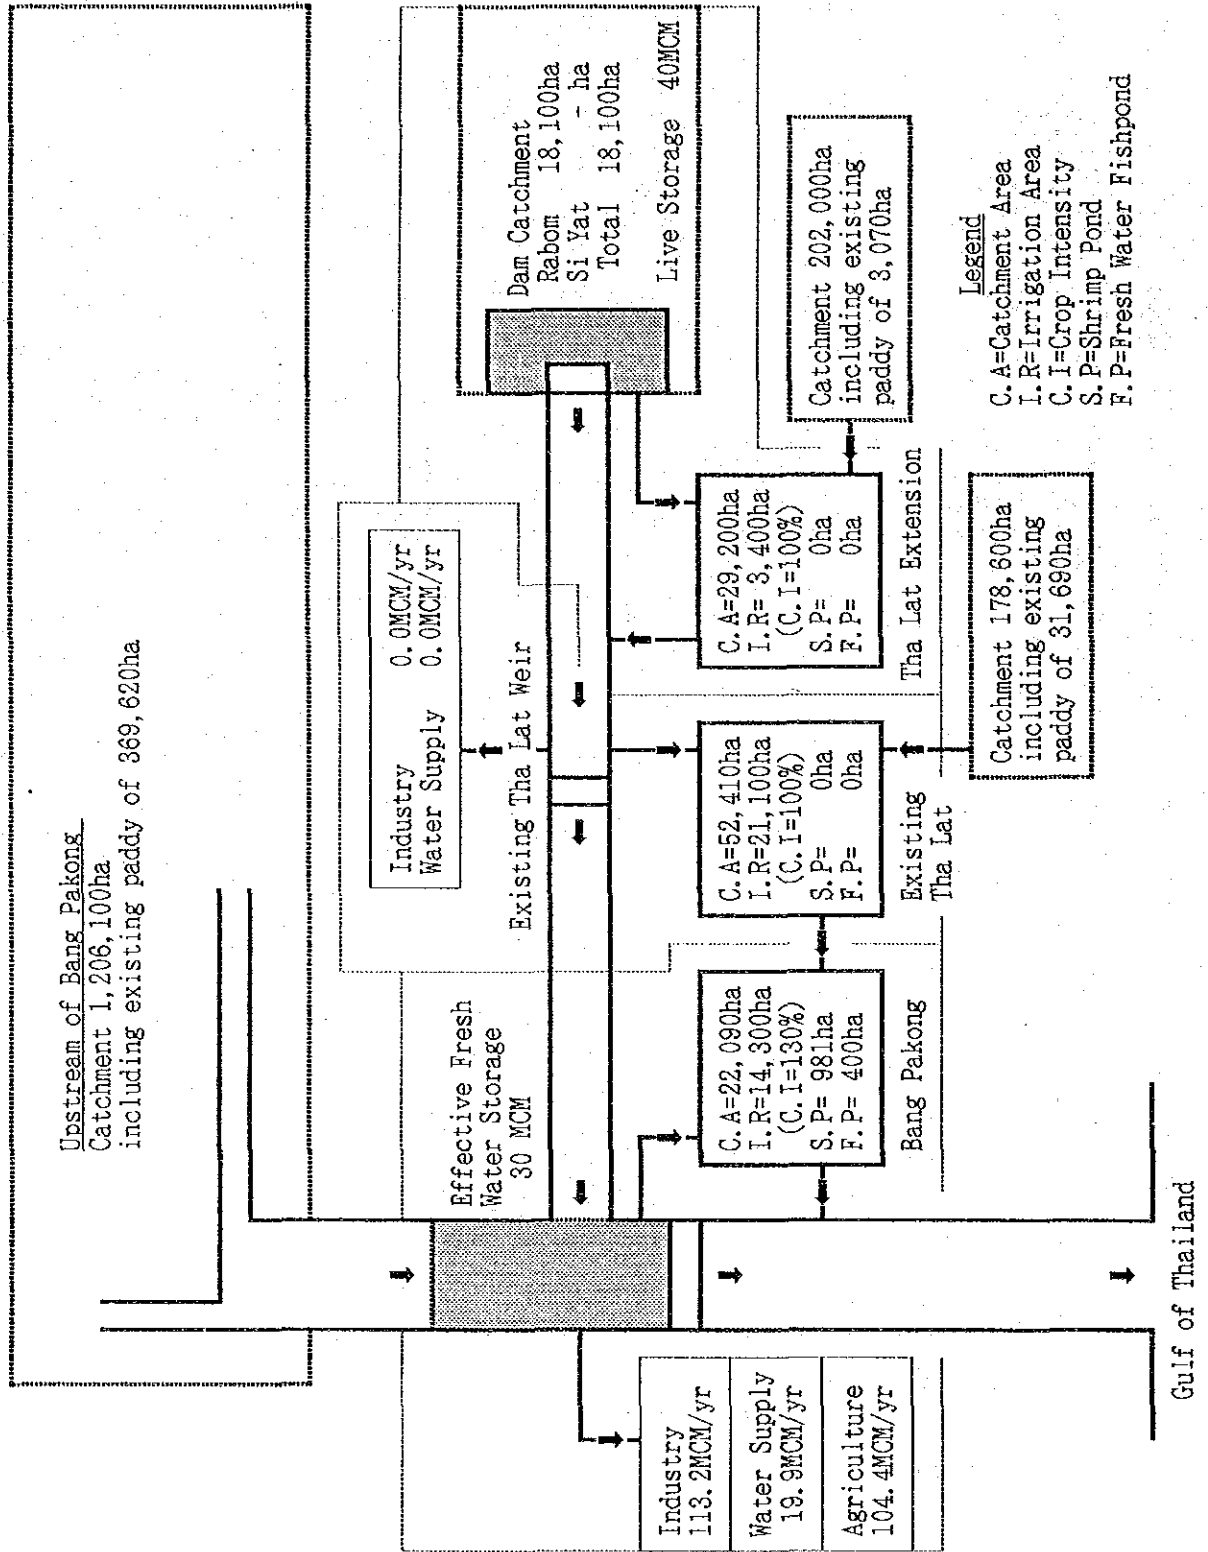 Upstream of Bang Pakong
Catchment 1,206,100ha
including existing paddy of 369,620ha
Industry 0.0MCM/yr
Water Supply 0.0MCM/yr
Existing Tha Lat Weir
Effective Fresh
Water Storage
30 MCM
Dam Catchment
Rabom 18,100ha
Si Yat - ha
Total 18,100ha
Live Storage 40MCM
Industry
113.2MCM/yr
Water Supply
19.9MCM/yr
Agriculture
104.4MCM/yr
C.A=22,090ha
I.R=14,300ha
(C.I=130%)
S.P= 981ha
F.P= 400ha
Bang Pakong
C.A=52,410ha
I.R=21,100ha
(C.I=100%)
S.P= 0ha
F.P= 0ha
Existing
Tha Lat
C.A=29,200ha
I.R= 3,400ha
(C.I=100%)
S.P= 0ha
F.P= 0ha
Tha Lat Extension
Catchment 202,000ha
including existing
paddy of 3,070ha
Catchment 178,600ha
including existing
paddy of 31,690ha
Legend
C.A=Catchment Area
I.R=Irrigation Area
C.I=Crop Intensity
S.P=Shrimp Pond
F.P=Fresh Water Fishpond
Gulf of Thailand